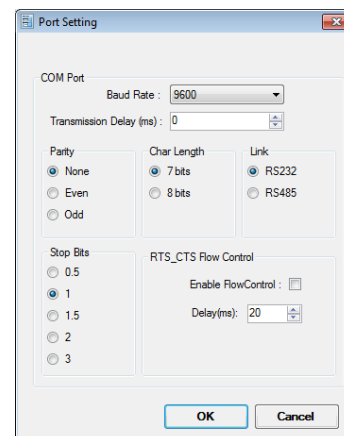 Port Setting
COM Port
Baud Rate : 9600
Transmission Delay (ms) : 0
Parity
None
Even
Odd
Char Length
7 bits
8 bits
Link
RS232
RS485
Stop Bits
0.5
1
1.5
2
3
RTS_CTS Flow Control
Enable FlowControl :
Delay(ms): 20
OK
Cancel